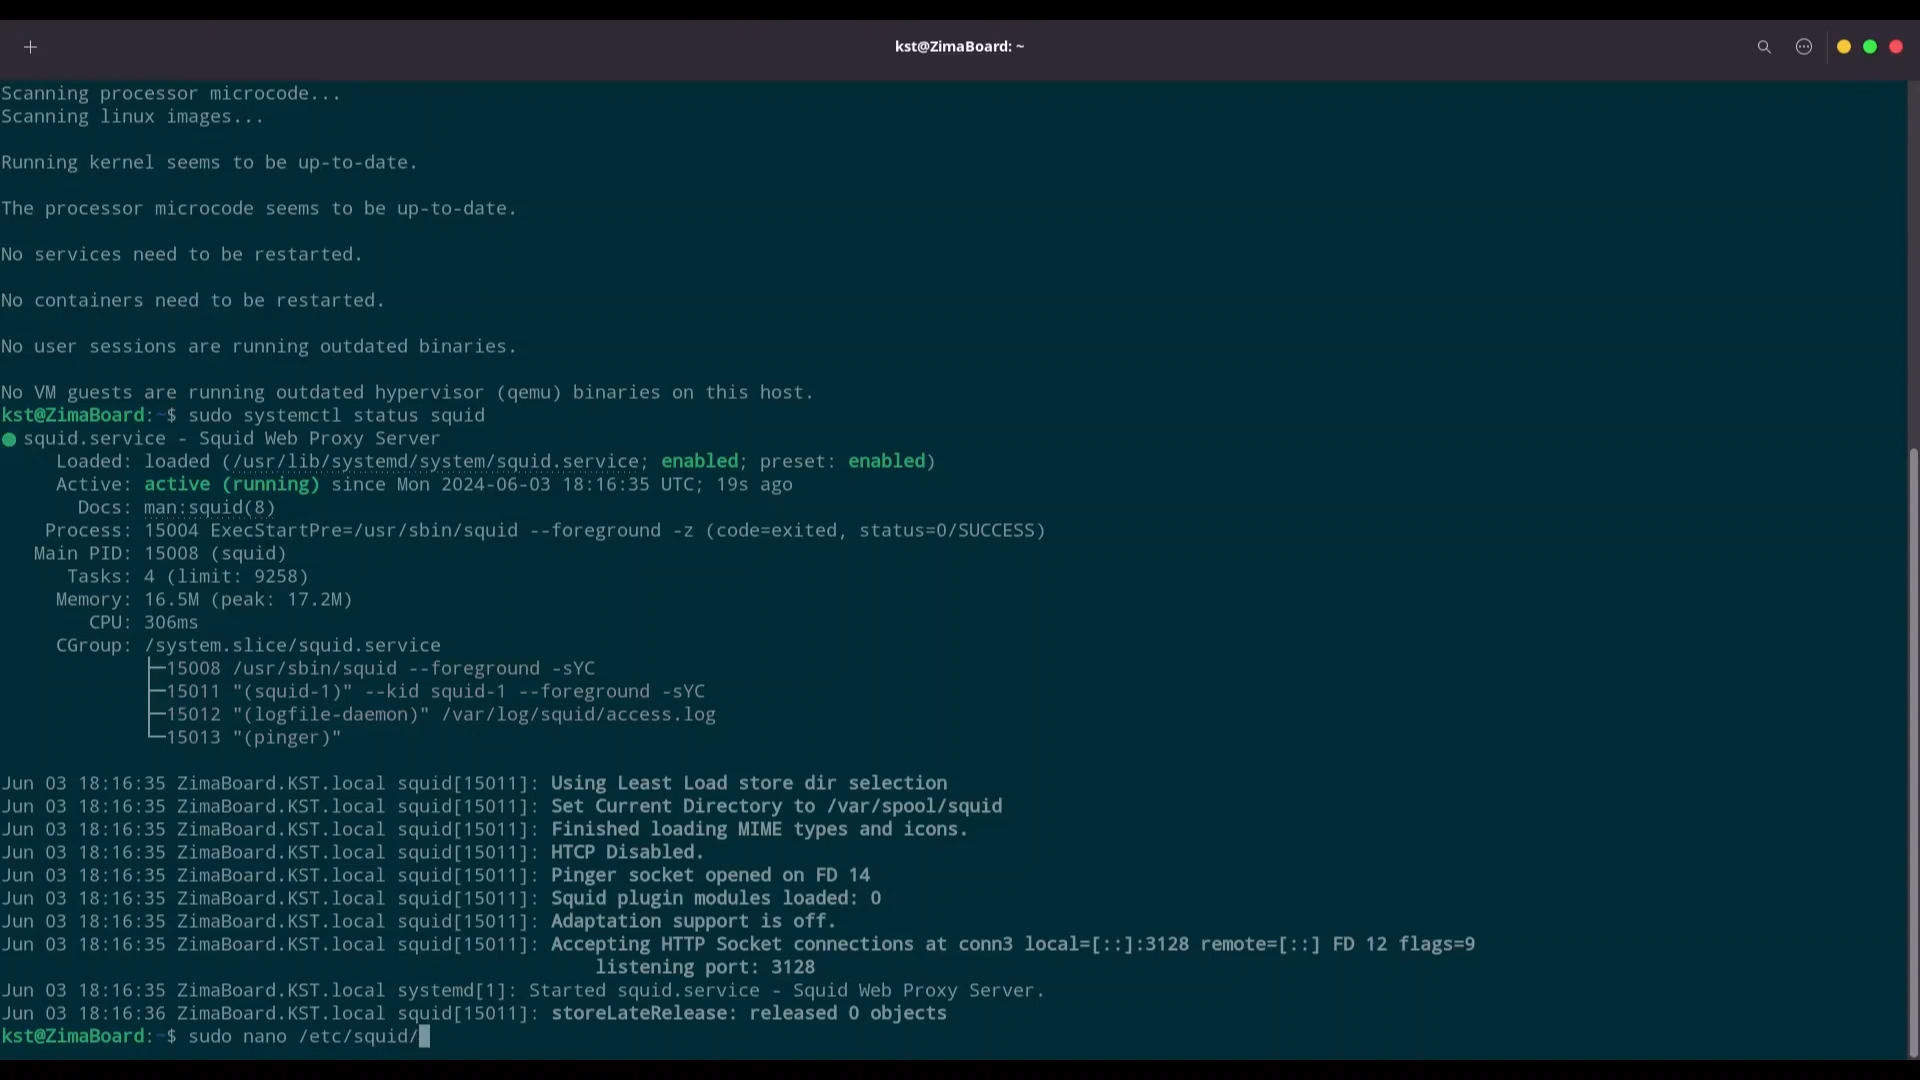 kst@ZimaBoard: ~
Scanning processor microcode...
Scanning linux images...
Running kernel seems to be up-to-date.
The processor microcode seems to be up-to-date.
No services need to be restarted.
No containers need to be restarted.
No user sessions are running outdated binaries.
No VM guests are running outdated hypervisor (qemu) binaries on this host.
kst@ZimaBoard:~$ sudo systemctl status squid
● squid.service - Squid Web Proxy Server
Loaded: loaded (/usr/lib/systemd/system/squid.service; enabled; preset: enabled)
Active: active (running) since Mon 2024-06-03 18:16:35 UTC; 19s ago
Docs: man:squid(8)
Process: 15004 ExecStartPre=/usr/sbin/squid --foreground -z (code=exited, status=0/SUCCESS)
Main PID: 15008 (squid)
Tasks: 4 (limit: 9258)
Memory: 16.5M (peak: 17.2M)
CPU: 306ms
CGroup: /system.slice/squid.service
├─15008 /usr/sbin/squid --foreground -sYC
├─15011 "(squid-1)" --kid squid-1 --foreground -sYC
├─15012 "(logfile-daemon)" /var/log/squid/access.log
└─15013 "(pinger)"
Jun 03 18:16:35 ZimaBoard.KST.local squid[15011]: Using Least Load store dir selection
Jun 03 18:16:35 ZimaBoard.KST.local squid[15011]: Set Current Directory to /var/spool/squid
Jun 03 18:16:35 ZimaBoard.KST.local squid[15011]: Finished loading MIME types and icons.
Jun 03 18:16:35 ZimaBoard.KST.local squid[15011]: HTCP Disabled.
Jun 03 18:16:35 ZimaBoard.KST.local squid[15011]: Pinger socket opened on FD 14
Jun 03 18:16:35 ZimaBoard.KST.local squid[15011]: Squid plugin modules loaded: 0
Jun 03 18:16:35 ZimaBoard.KST.local squid[15011]: Adaptation support is off.
Jun 03 18:16:35 ZimaBoard.KST.local squid[15011]: Accepting HTTP Socket connections at conn3 local=[::]:3128 remote=[::] FD 12 flags=9
listening port: 3128
Jun 03 18:16:35 ZimaBoard.KST.local systemd[1]: Started squid.service - Squid Web Proxy Server.
Jun 03 18:16:36 ZimaBoard.KST.local squid[15011]: storeLateRelease: released 0 objects
kst@ZimaBoard:~$ sudo nano /etc/squid/